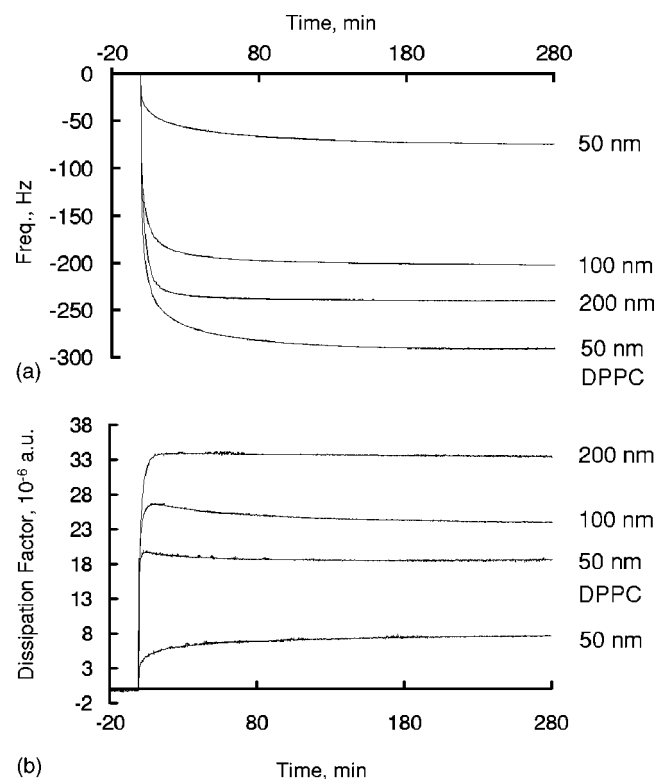 Time, min
-20 80 180 280
0
-50
-100
-150
-200
-250
-300
Freq., Hz
50 nm
100 nm
200 nm
50 nm
DPPC
(a)
38
33
28
23
18
13
8
3
-2
Dissipation Factor, 10⁻⁶ a.u.
200 nm
100 nm
50 nm
DPPC
50 nm
-20 80 180 280
(b)
Time, min